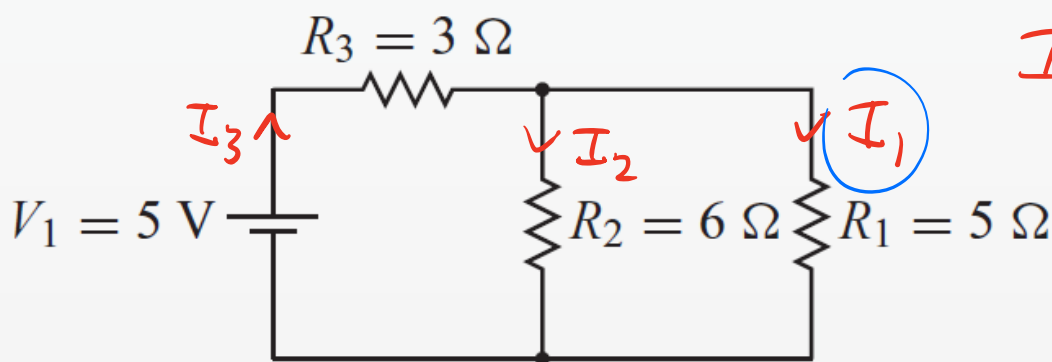 R₃ = 3 Ω
I
I₃
I₂
I₁
V₁ = 5 V
R₂ = 6 Ω
R₁ = 5 Ω